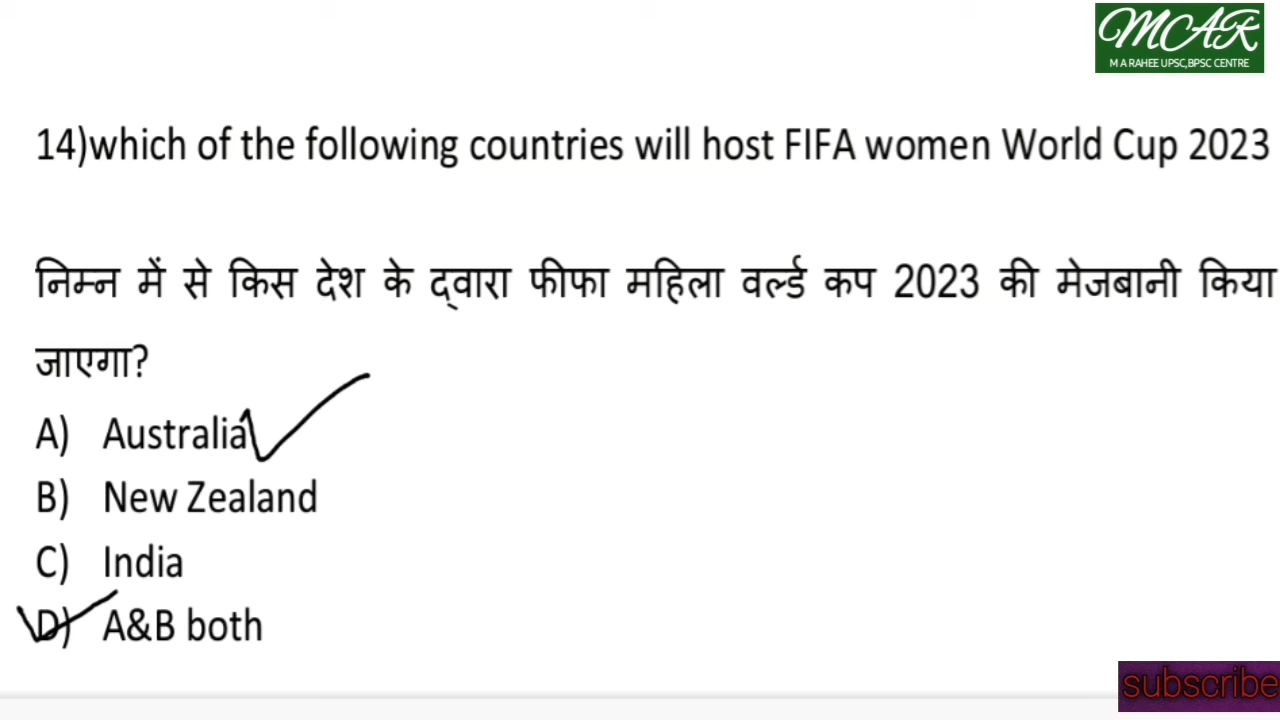 MCAR
M A RAHEE UPSC,BPSC CENTRE
14)which of the following countries will host FIFA women World Cup 2023
निम्न में से किस देश के द्वारा फीफा महिला वर्ल्ड कप 2023 की मेजबानी किया
जाएगा?
A) Australia
B) New Zealand
C) India
D) A&B both
subscribe